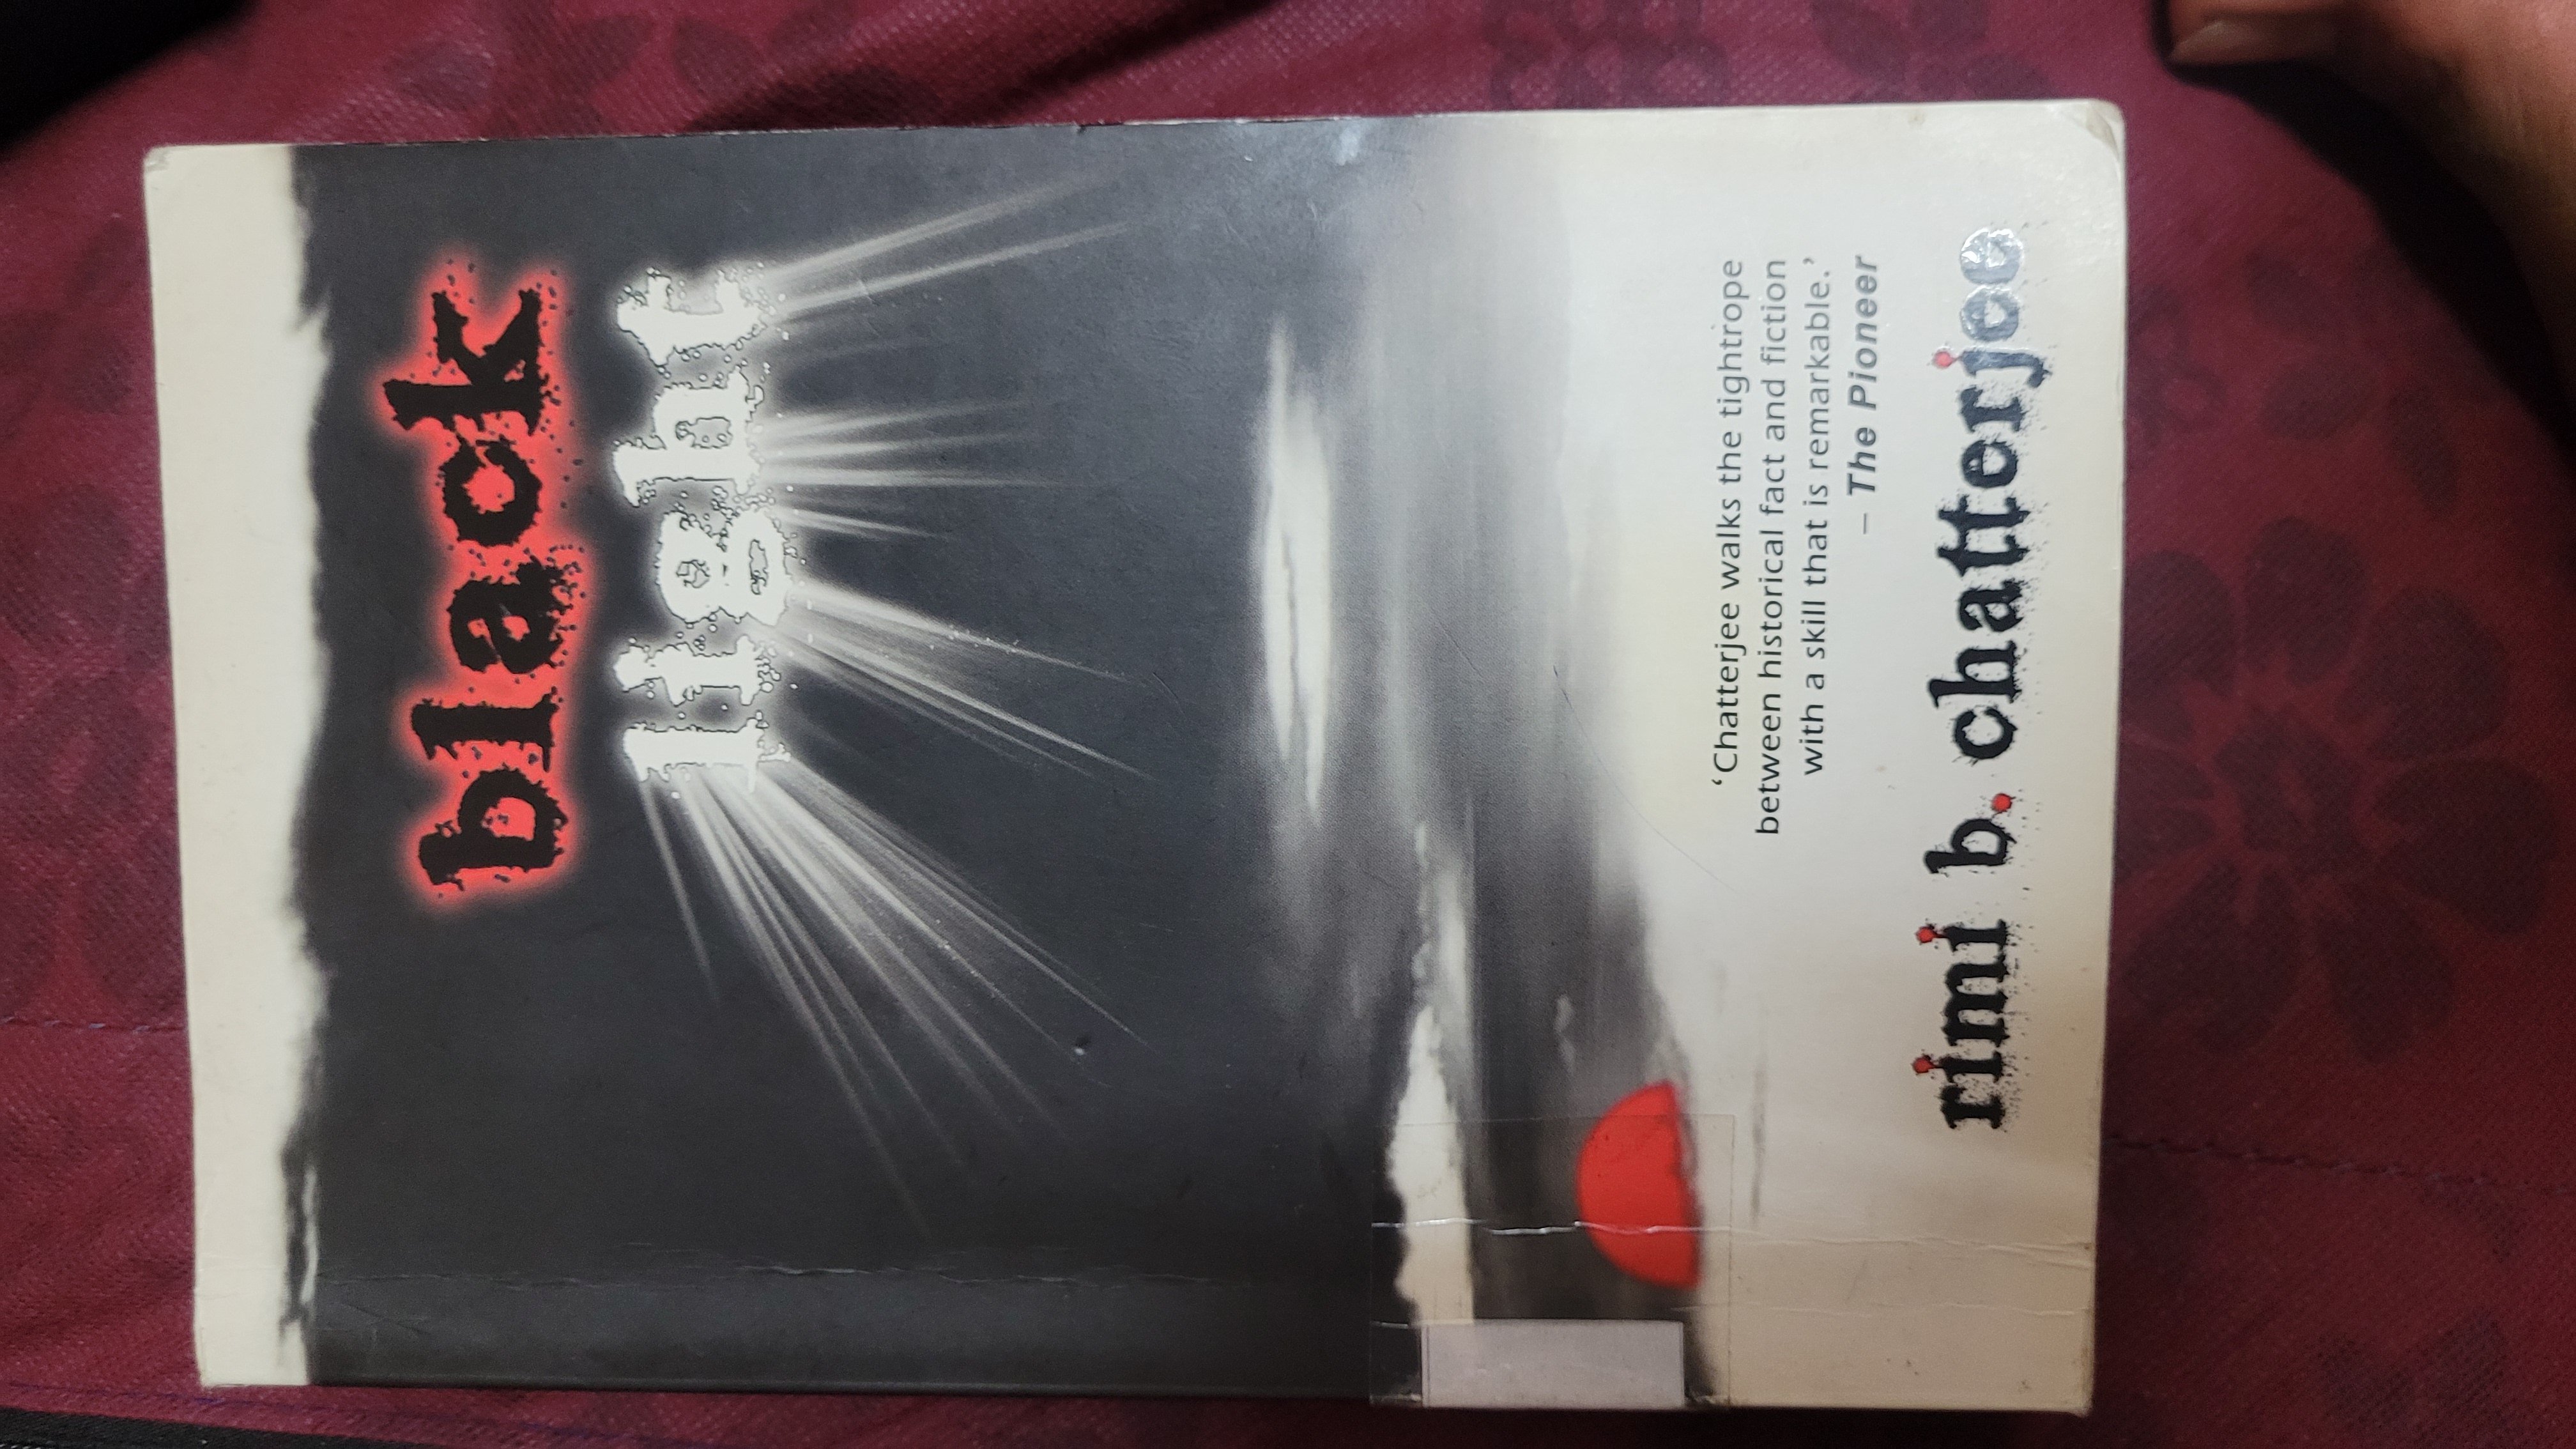 black
light
‘Chatterjee walks the tightrope
between historical fact and fiction
with a skill that is remarkable.’
– The Pioneer
rimi b. chatterjee